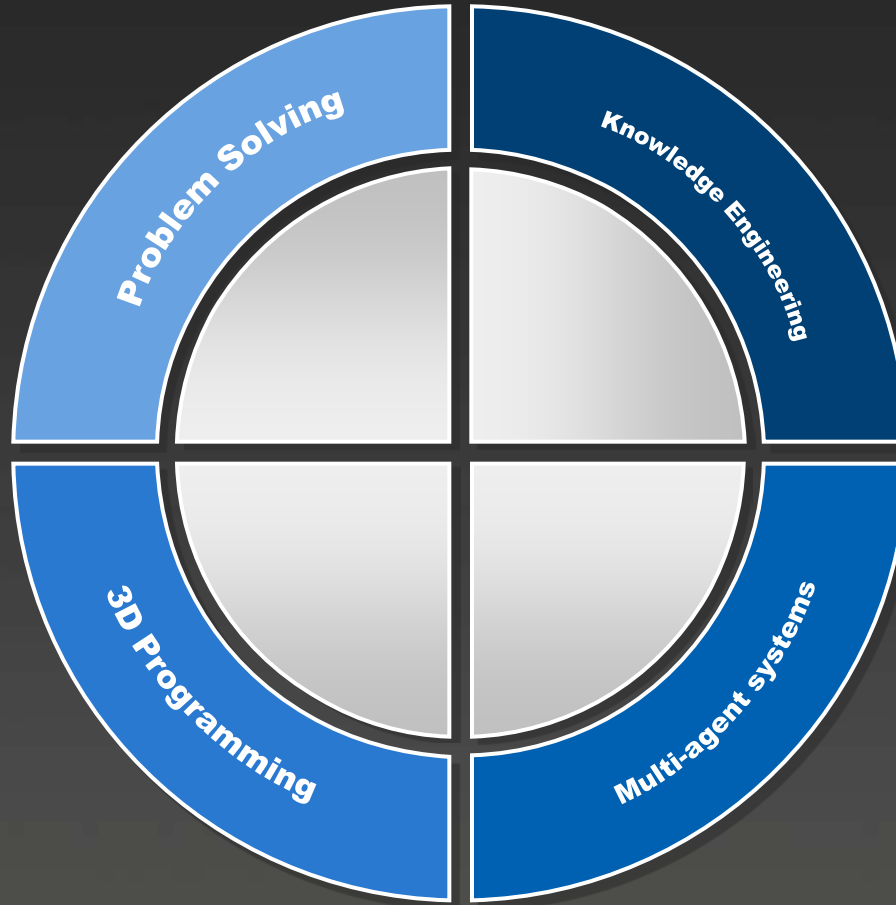 Problem Solving
Knowledge Engineering
3D Programming
Multi-agent systems